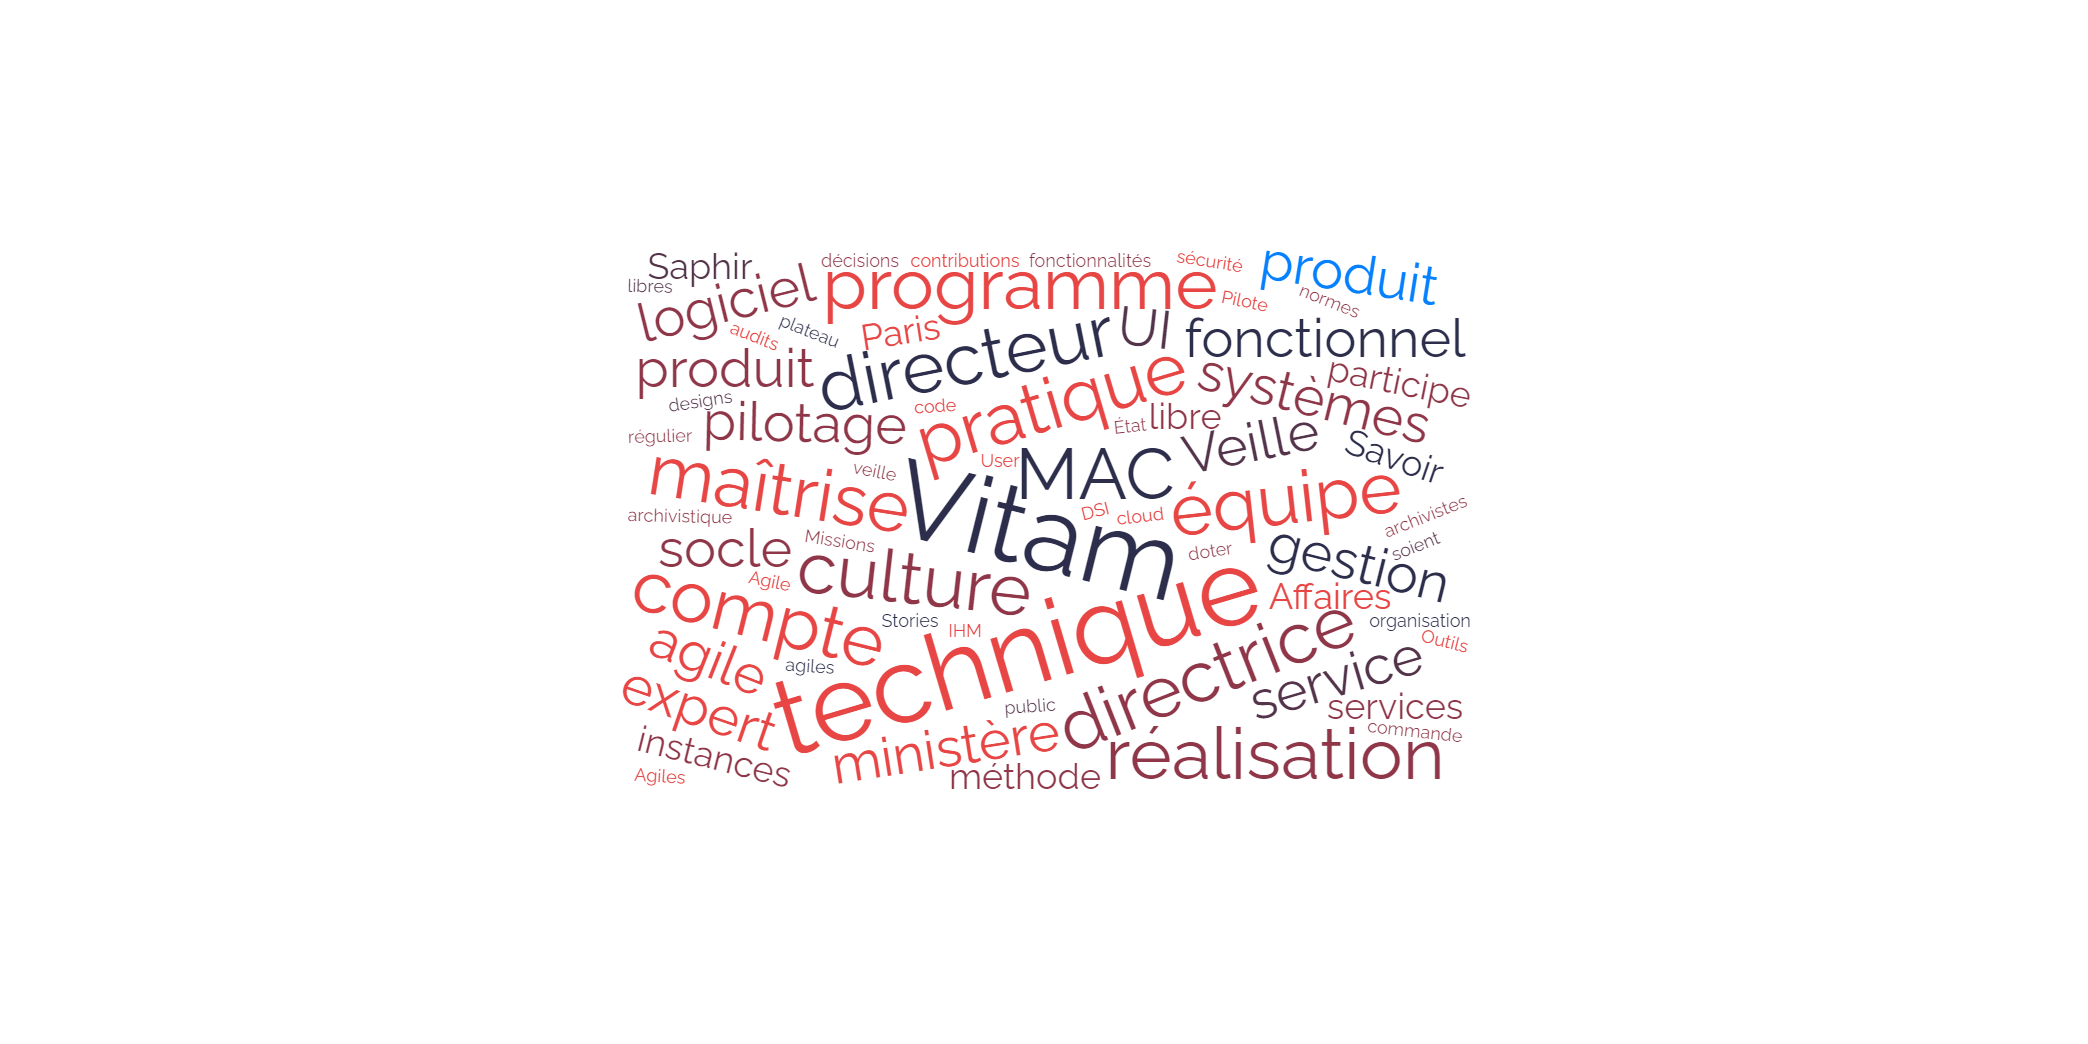 Saphir
décisions
contributions
fonctionnalités
sécurité
produit
libres
logiciel
programme
Pilote
normes
audits
plateau
Paris
directeur
UI
fonctionnel
produit
pratique
systèmes
participe
designs
pilotage
code
État
libre
Veille
Savoir
régulier
maîtrise
veille
User
MAC
Vitam
équipe
archivistique
DSI
cloud
archivistes
socle
Missions
culture
doter
gestion
soient
compte
Agile
Stories
IHM
technique
Affaires
organisation
Outils
agile
agiles
directrice
service
expert
public
services
commande
instances
ministère
méthode
réalisation
Agiles